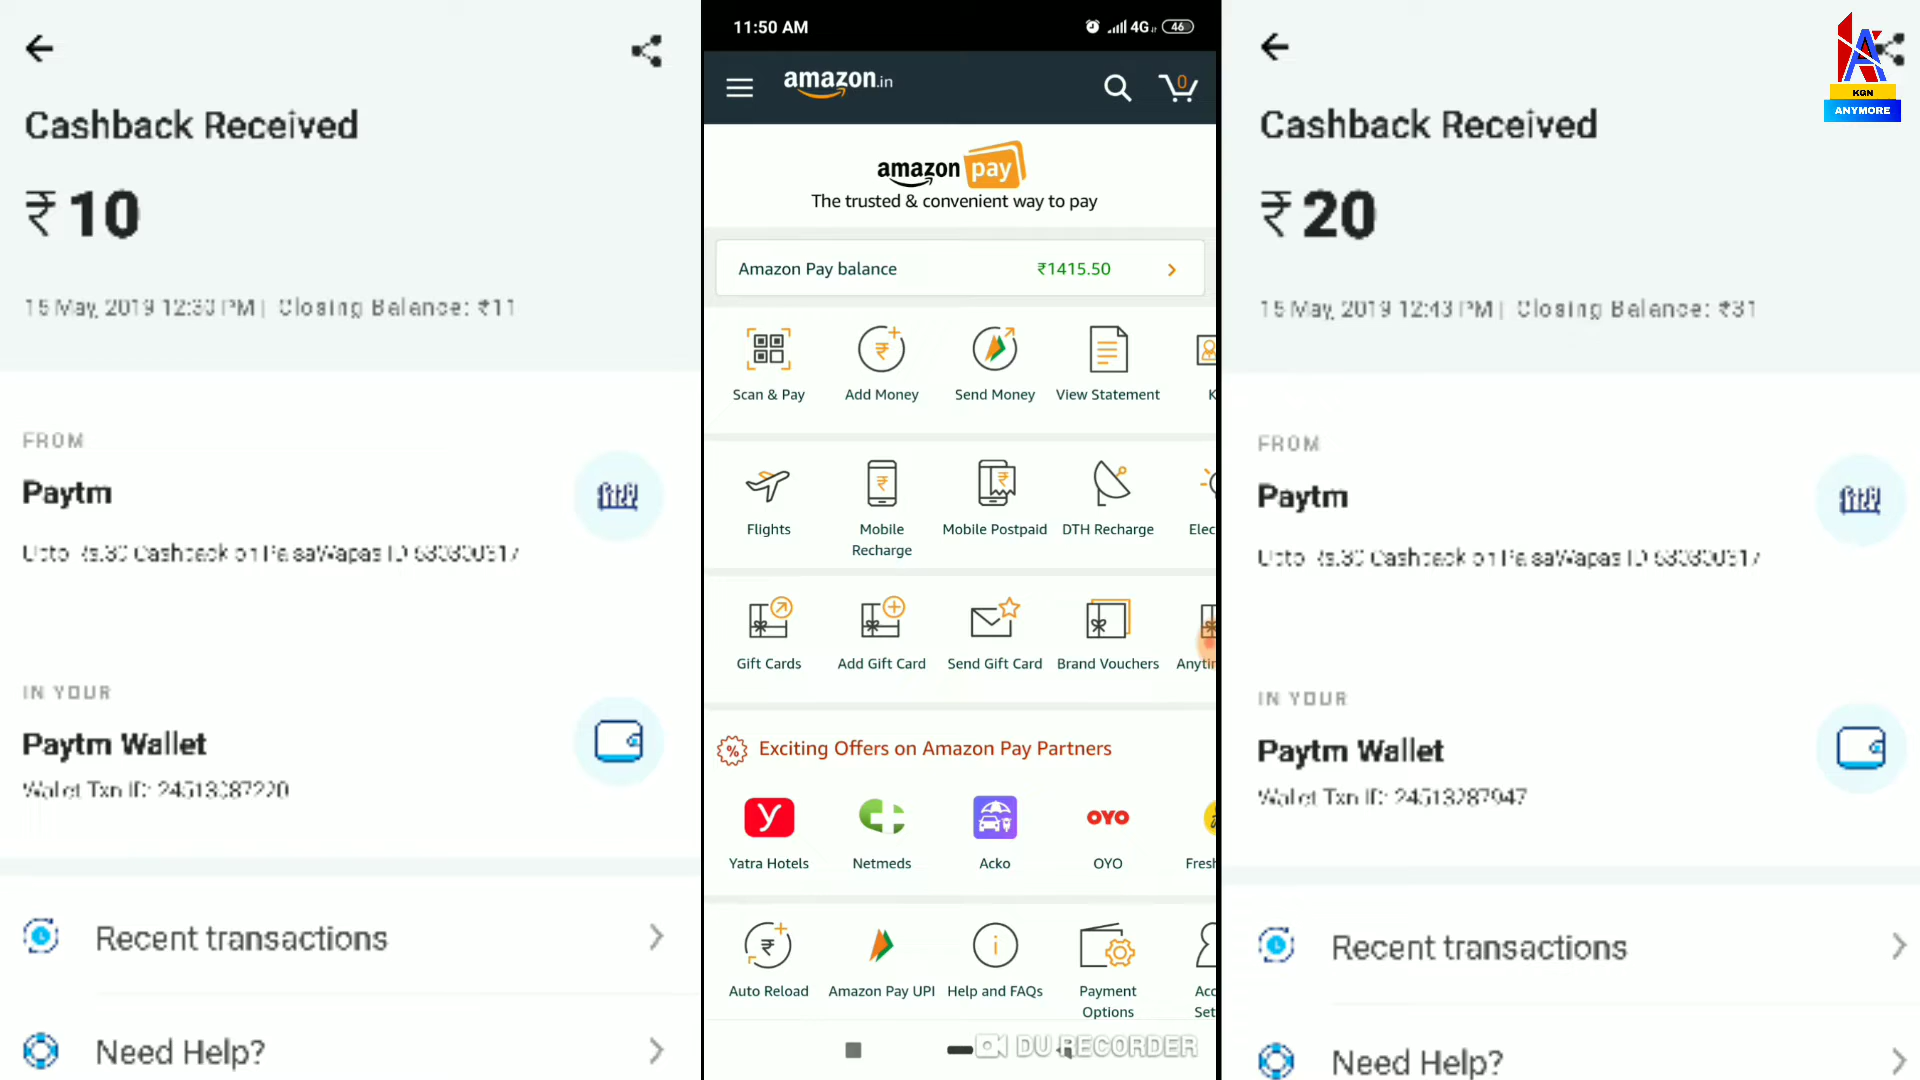 Cashback Received
₹10
15 May, 2019 12:30 PM | Closing Balance: ₹11
FROM
Paytm
Upto Rs.30 Cashback on PaisaWapas ID
IN YOUR
Paytm Wallet
Wallet Txn ID:
Recent transactions
Need Help?
11:50 AM
4G
46
amazon.in
0
amazon pay
The trusted & convenient way to pay
Amazon Pay balance ₹1415.50
Scan & Pay
Add Money
Send Money
View Statement
K
Flights
Mobile Recharge
Mobile Postpaid
DTH Recharge
Elec
Gift Cards
Add Gift Card
Send Gift Card
Brand Vouchers
Anytim
Exciting Offers on Amazon Pay Partners
Yatra Hotels
Netmeds
Acko
OYO
OYO
Fresh
Auto Reload
Amazon Pay UPI
Help and FAQs
Payment Options
Acc
Set
DU RECORDER
Cashback Received
₹20
15 May, 2019 12:43 PM | Closing Balance: ₹31
FROM
Paytm
Upto Rs.30 Cashback on PaisaWapas ID
IN YOUR
Paytm Wallet
Wallet Txn ID: 24513287947
Recent transactions
Need Help?
KGN
ANYMORE